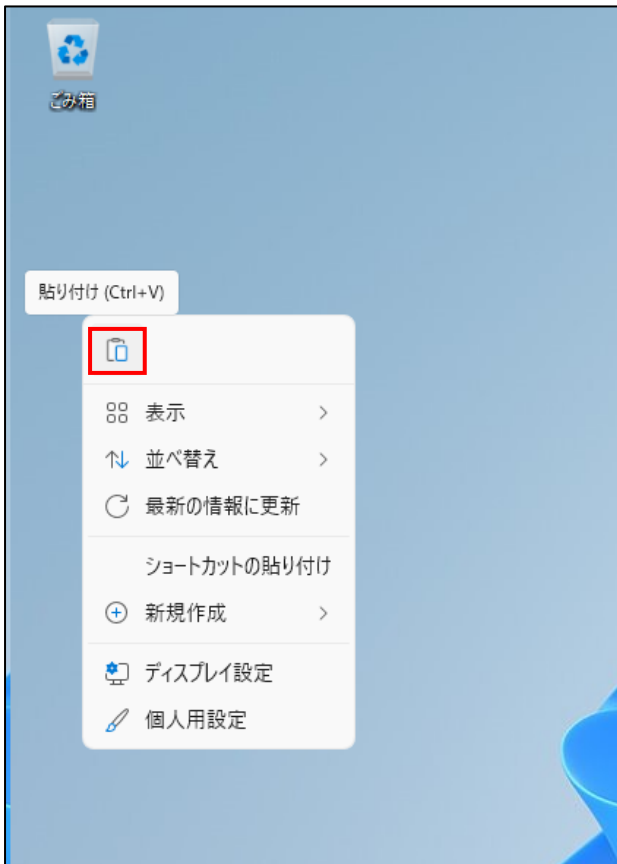 ごみ箱
貼り付け (Ctrl+V)
表示
並べ替え
最新の情報に更新
ショートカットの貼り付け
新規作成
ディスプレイ設定
個人用設定